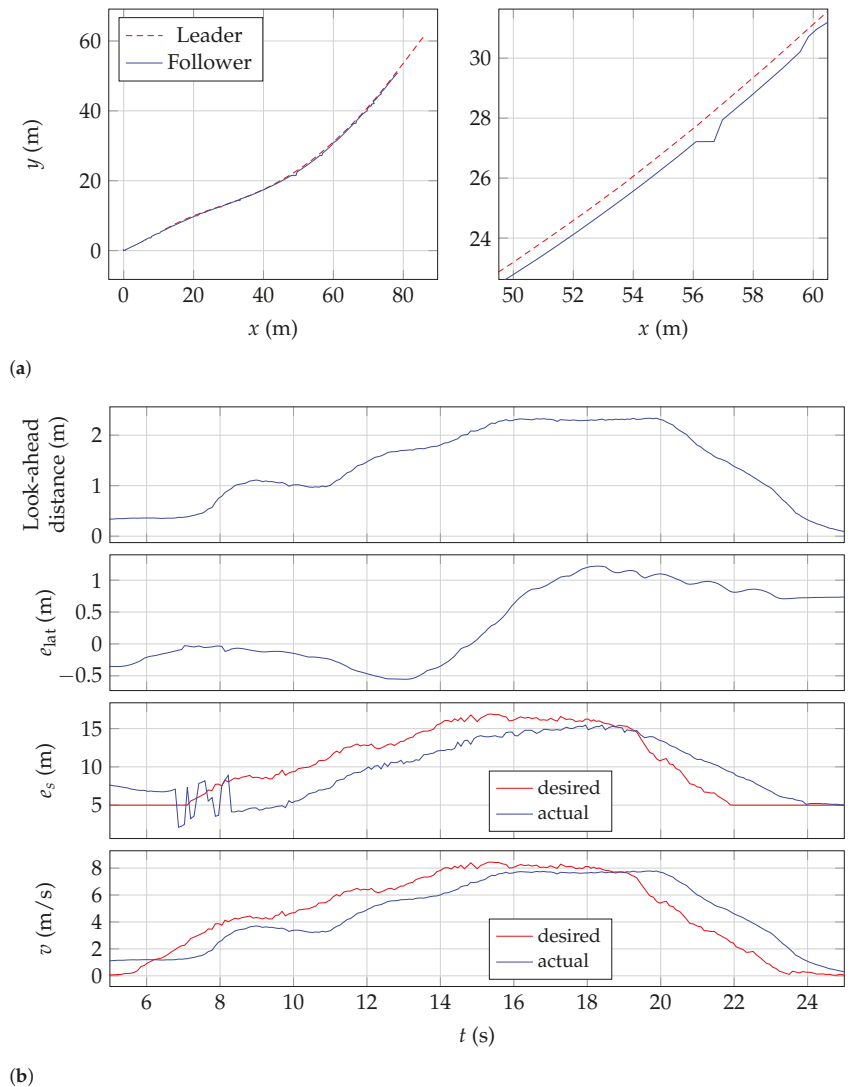 60
40
20
0
y (m)
Leader
Follower
0
20
40
60
80
x (m)
30
28
26
24
50
52
54
56
58
60
x (m)
(a)
2
1
0
Look-ahead
distance (m)
1
0.5
0
−0.5
e_lat (m)
15
10
5
e_s (m)
desired
actual
8
6
4
2
0
v (m/s)
desired
actual
6
8
10
12
14
16
18
20
22
24
t (s)
(b)